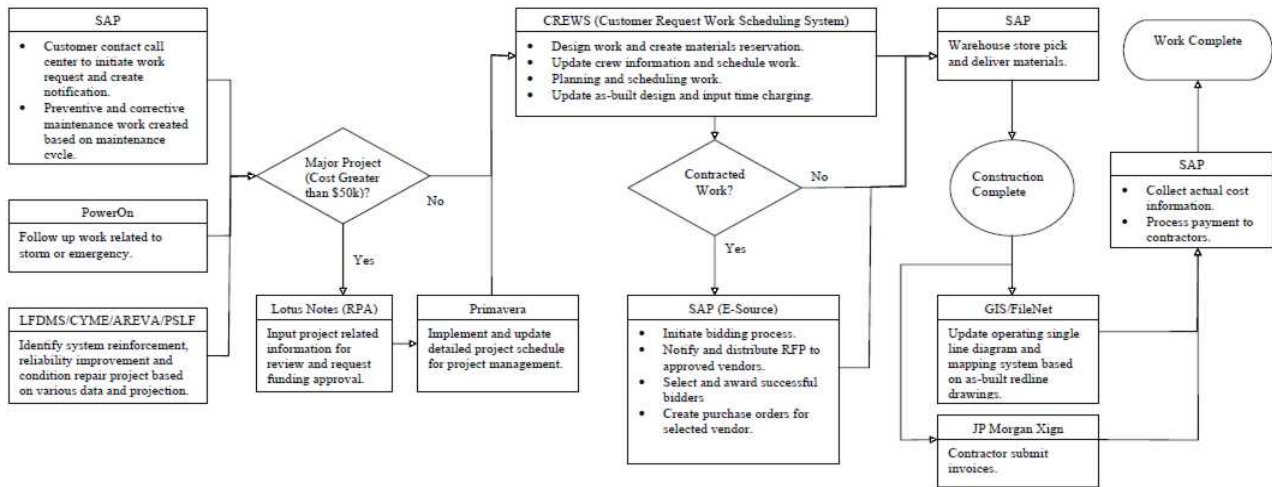 SAP
• Customer contact call
center to initiate work
request and create
notification.
• Preventive and corrective
maintenance work created
based on maintenance
cycle.
PowerOn
Follow up work related to
storm or emergency.
LFDMS/CYME/AREVA/PSLF
Identify system reinforcement,
reliability improvement and
condition repair project based
on various data and projection.
Major Project
(Cost Greater
than $50k)?
No
Yes
Lotus Notes (RPA)
Input project related
information for
review and request
funding approval.
Primavera
Implement and update
detailed project schedule
for project management.
CREWS (Customer Request Work Scheduling System)
• Design work and create materials reservation.
• Update crew information and schedule work.
• Planning and scheduling work.
• Update as-built design and input time charging.
Contracted
Work?
No
Yes
SAP (E-Source)
• Initiate bidding process.
• Notify and distribute RFP to
approved vendors.
• Select and award successful
bidders
• Create purchase orders for
selected vendor.
SAP
Warehouse store pick
and deliver materials.
Construction
Complete
GIS/FileNet
Update operating single
line diagram and
mapping system based
on as-built redline
drawings.
JP Morgan Xign
Contractor submit
invoices.
SAP
• Collect actual cost
information.
• Process payment to
contractors.
Work Complete